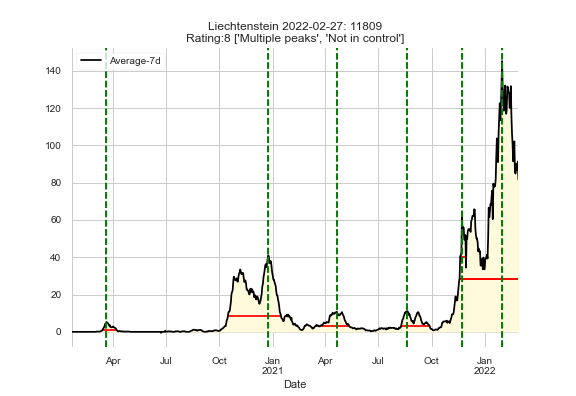 Liechtenstein 2022-02-27: 11809
Rating:8 ['Multiple peaks', 'Not in control']
Average-7d
140
120
100
80
60
40
20
0
Apr Jul Oct Jan Apr Jul Oct Jan
2021 2022
Date